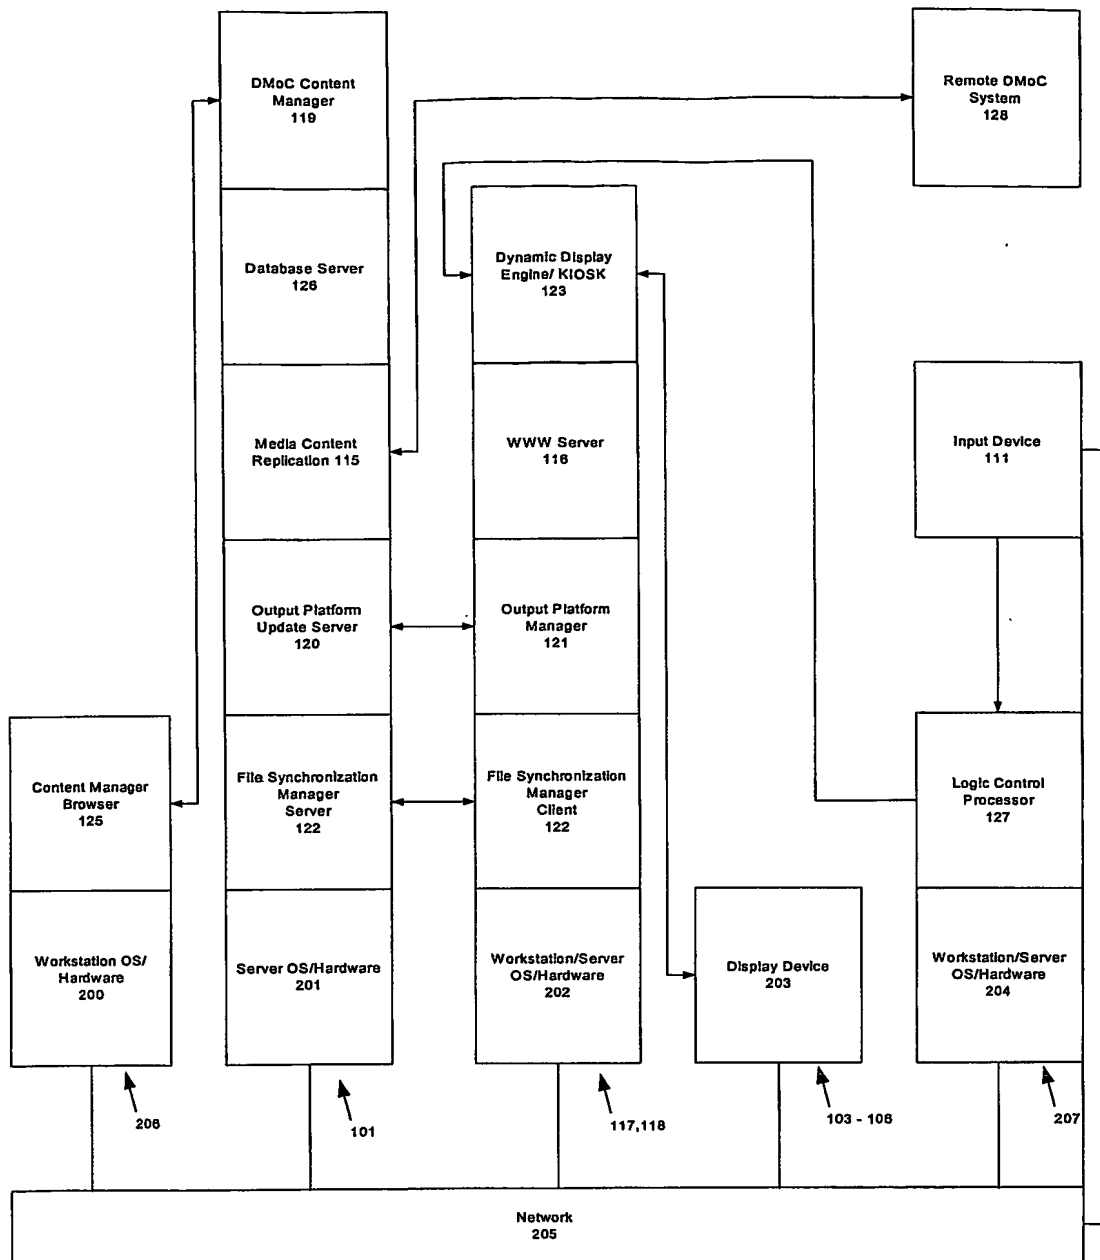 DMoC Content
Manager
119
Remote DMoC
System
128
Database Server
126
Dynamic Display
Engine/ KIOSK
123
Media Content
Replication 115
WWW Server
116
Input Device
111
Output Platform
Update Server
120
Output Platform
Manager
121
Content Manager
Browser
125
File Synchronization
Manager
Server
122
File Synchronization
Manager
Client
122
Logic Control
Processor
127
Workstation OS/
Hardware
200
Server OS/Hardware
201
Workstation/Server
OS/Hardware
202
Display Device
203
Workstation/Server
OS/Hardware
204
206
101
117,118
103 - 106
207
Network
205